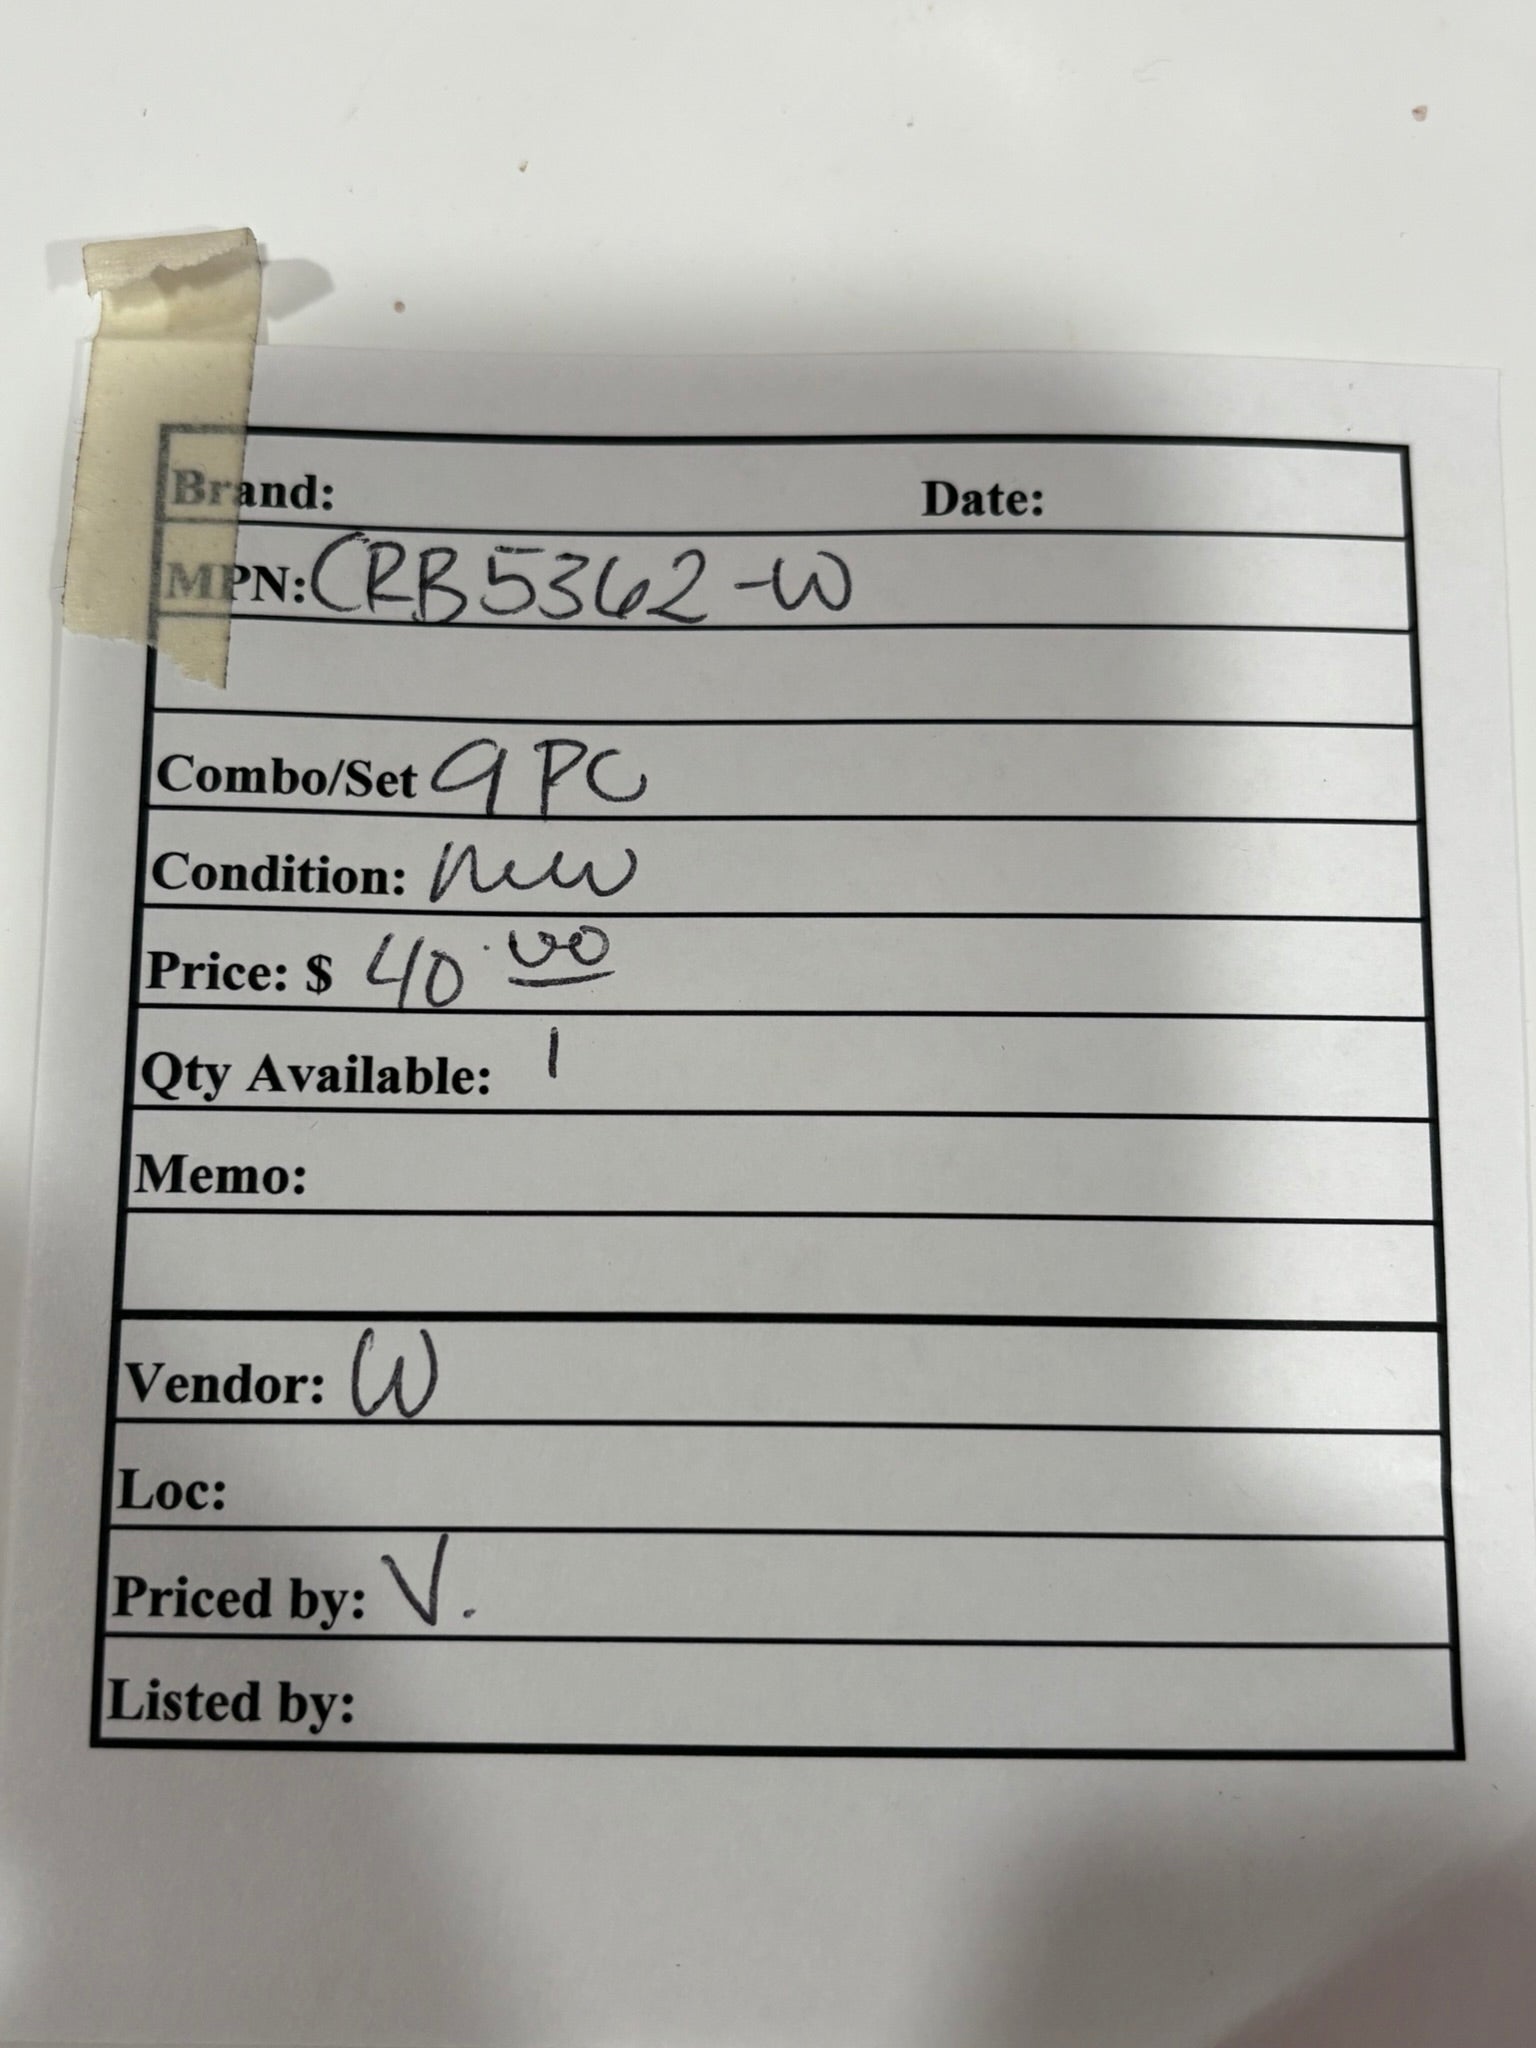 Brand: Date:
MPN: CRB5362-W
Combo/Set 9 PC
Condition: new
Price: $ 40.00
Qty Available: 1
Memo:
Vendor: W
Loc:
Priced by: V.
Listed by: